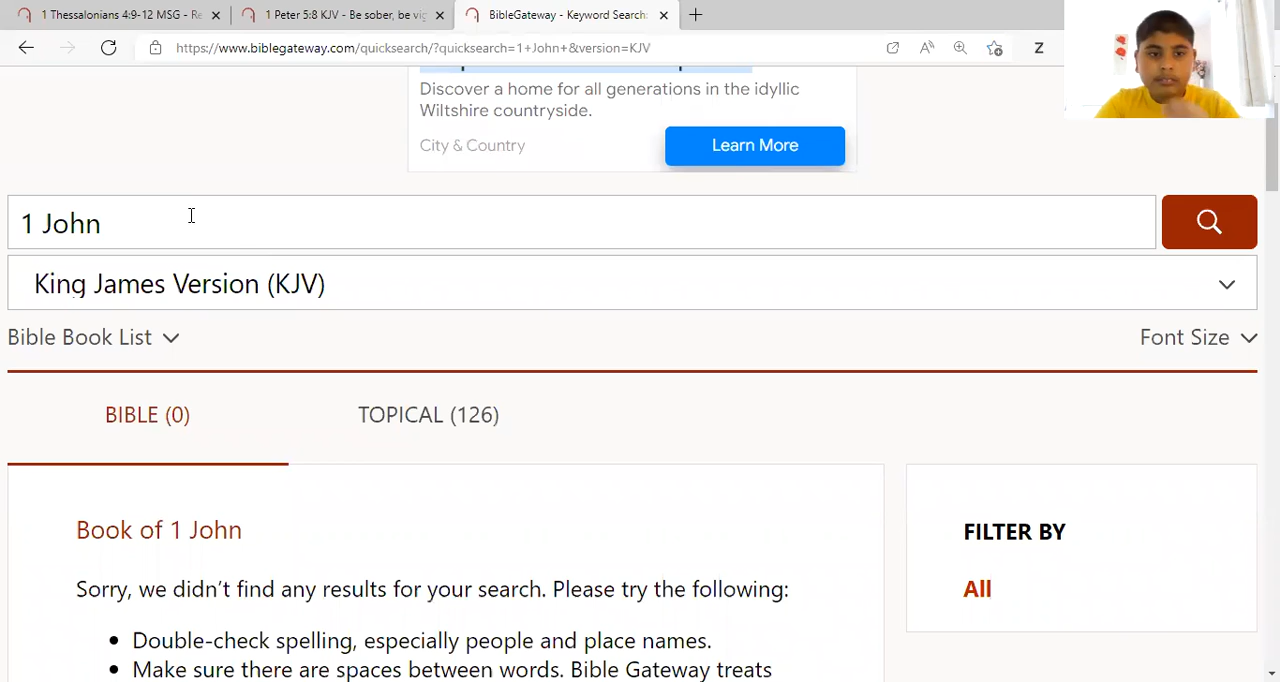 1 Thessalonians 4:9-12 MSG - Re
1 Peter 5:8 KJV - Be sober, be vig
BibleGateway - Keyword Search:
https://www.biblegateway.com/quicksearch/?quicksearch=1+John+&version=KJV
Discover a home for all generations in the idyllic
Wiltshire countryside.
City & Country
Learn More
1 John
King James Version (KJV)
Bible Book List
Font Size
BIBLE (0)
TOPICAL (126)
Book of 1 John
FILTER BY
Sorry, we didn’t find any results for your search. Please try the following:
All
• Double-check spelling, especially people and place names.
• Make sure there are spaces between words. Bible Gateway treats